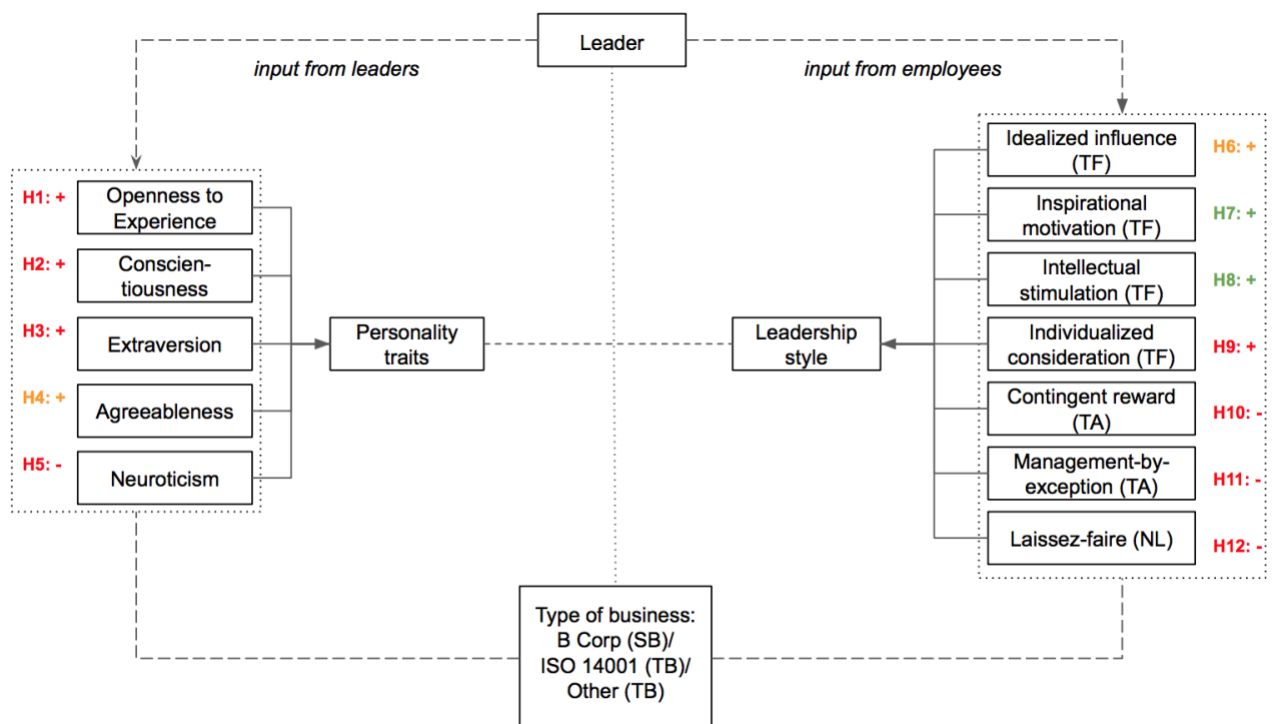 Leader
input from leaders
input from employees
H1: +
Openness to
Experience
H2: +
Conscien-
tiousness
H3: +
Extraversion
H4: +
Agreeableness
H5: -
Neuroticism
Personality
traits
Leadership
style
Idealized influence
(TF)
H6: +
Inspirational
motivation (TF)
H7: +
Intellectual
stimulation (TF)
H8: +
Individualized
consideration (TF)
H9: +
Contingent reward
(TA)
H10: -
Management-by-
exception (TA)
H11: -
Laissez-faire (NL)
H12: -
Type of business:
B Corp (SB)/
ISO 14001 (TB)/
Other (TB)